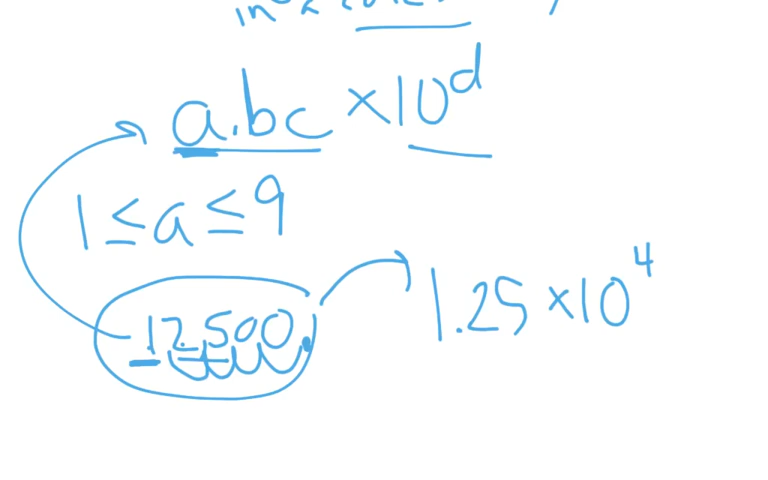 a.bc ×10^d
1 ≤ a ≤ 9
12,500. 1.25 ×10^4